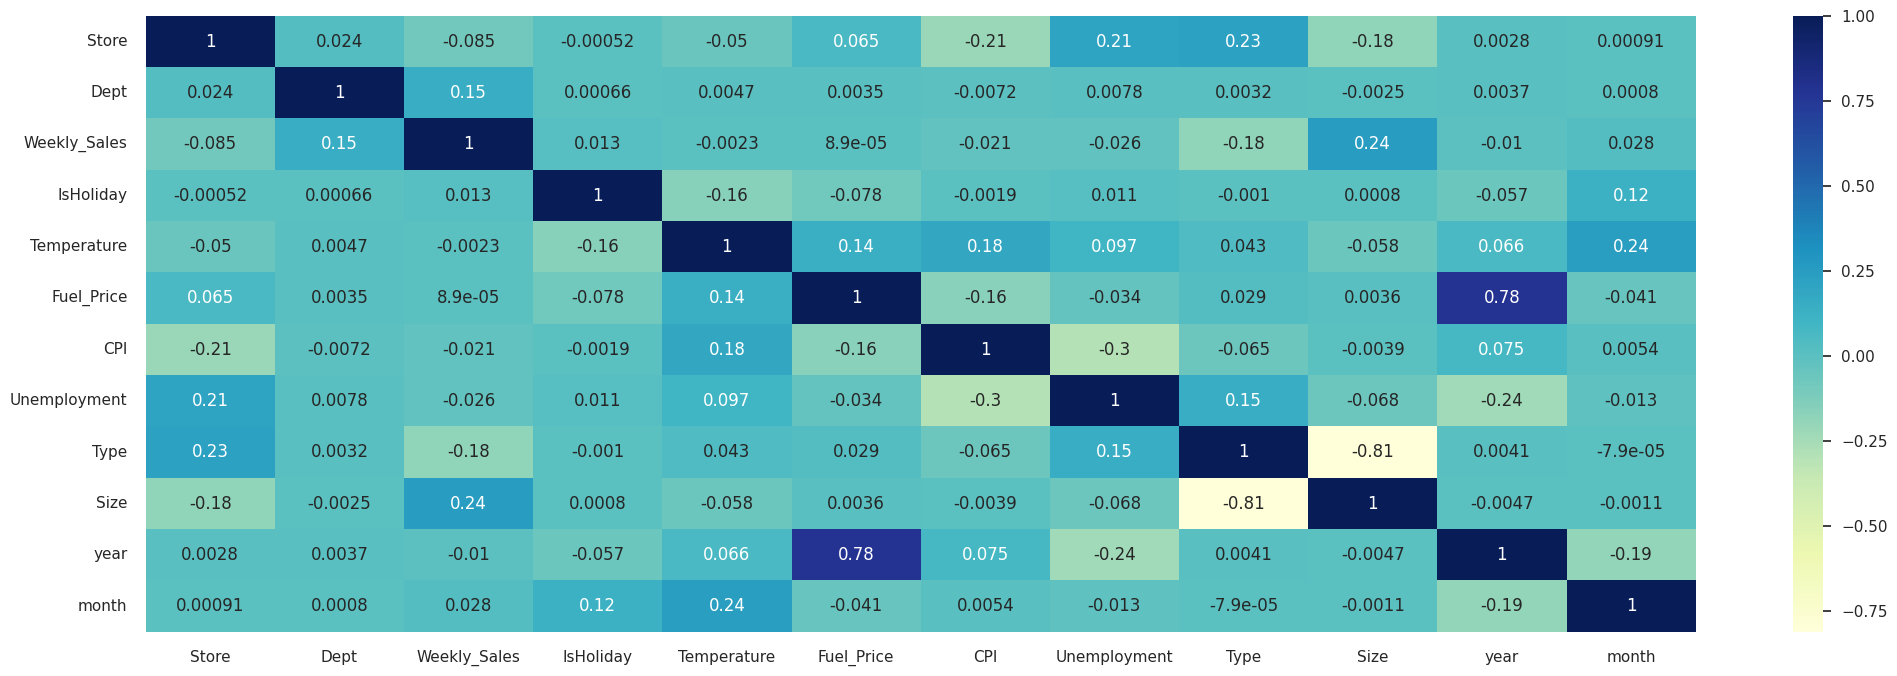 Store 1 0.024 -0.085 -0.00052 -0.05 0.065 -0.21 0.21 0.23 -0.18 0.0028 0.00091
Dept 0.024 1 0.15 0.00066 0.0047 0.0035 -0.0072 0.0078 0.0032 -0.0025 0.0037 0.0008
Weekly_Sales -0.085 0.15 1 0.013 -0.0023 8.9e-05 -0.021 -0.026 -0.18 0.24 -0.01 0.028
IsHoliday -0.00052 0.00066 0.013 1 -0.16 -0.078 -0.0019 0.011 -0.001 0.0008 -0.057 0.12
Temperature -0.05 0.0047 -0.0023 -0.16 1 0.14 0.18 0.097 0.043 -0.058 0.066 0.24
Fuel_Price 0.065 0.0035 8.9e-05 -0.078 0.14 1 -0.16 -0.034 0.029 0.0036 0.78 -0.041
CPI -0.21 -0.0072 -0.021 -0.0019 0.18 -0.16 1 -0.3 -0.065 -0.0039 0.075 0.0054
Unemployment 0.21 0.0078 -0.026 0.011 0.097 -0.034 -0.3 1 0.15 -0.068 -0.24 -0.013
Type 0.23 0.0032 -0.18 -0.001 0.043 0.029 -0.065 0.15 1 -0.81 0.0041 -7.9e-05
Size -0.18 -0.0025 0.24 0.0008 -0.058 0.0036 -0.0039 -0.068 -0.81 1 -0.0047 -0.0011
year 0.0028 0.0037 -0.01 -0.057 0.066 0.78 0.075 -0.24 0.0041 -0.0047 1 -0.19
month 0.00091 0.0008 0.028 0.12 0.24 -0.041 0.0054 -0.013 -7.9e-05 -0.0011 -0.19 1
Store Dept Weekly_Sales IsHoliday Temperature Fuel_Price CPI Unemployment Type Size year month
1.00
0.75
0.50
0.25
0.00
−0.25
−0.50
−0.75